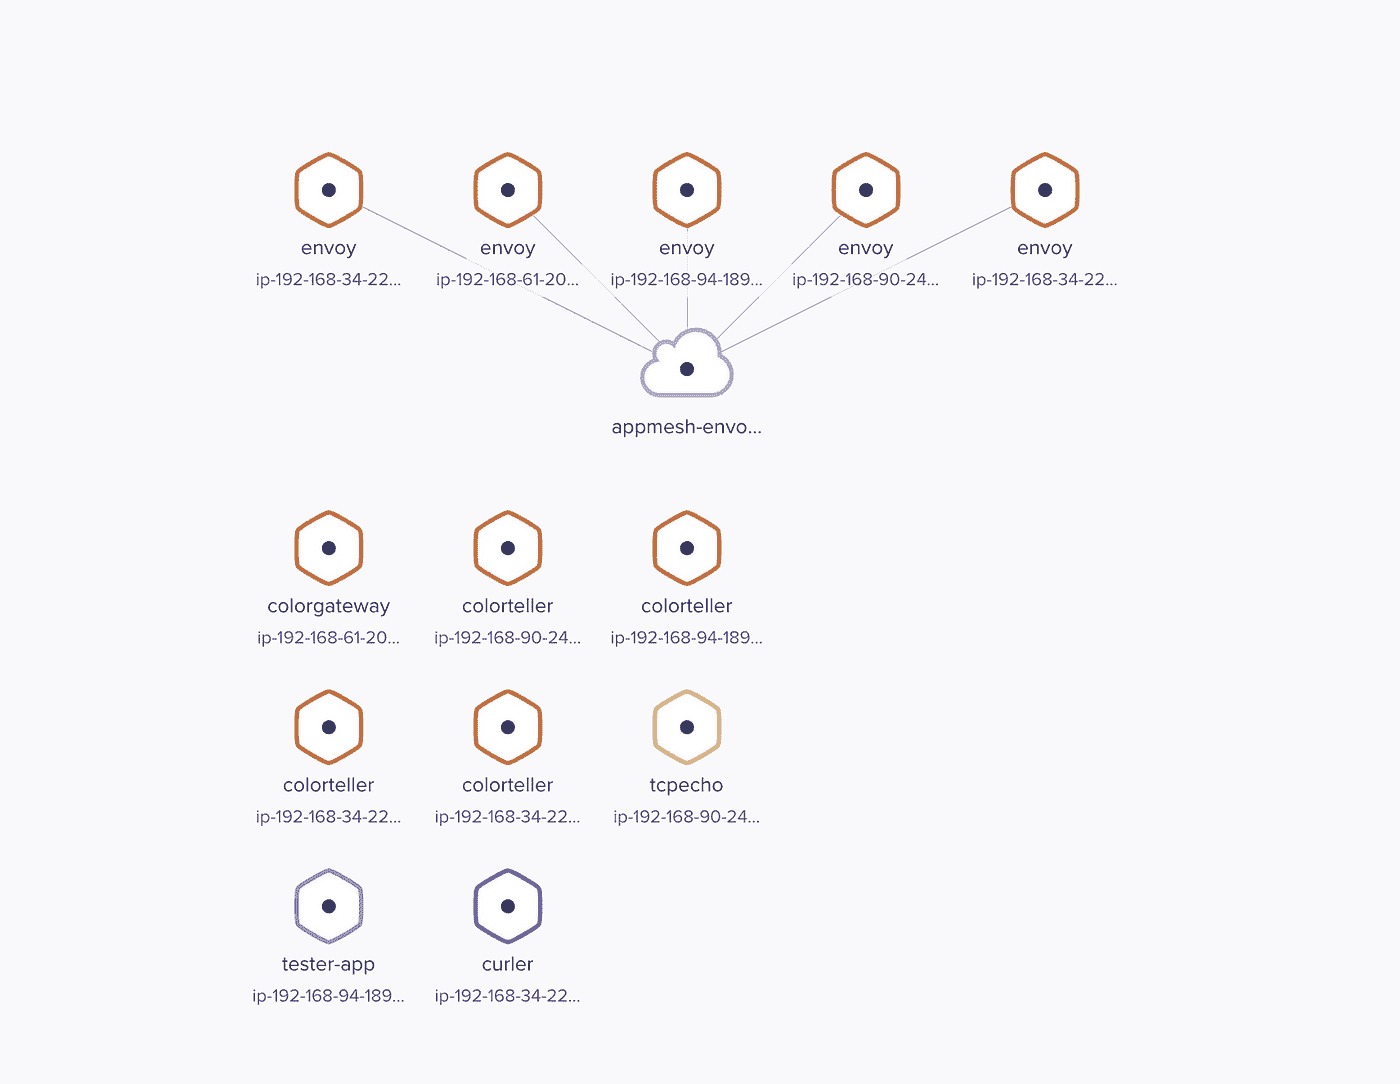 envoy envoy envoy envoy envoy
ip-192-168-34-22... ip-192-168-61-20... ip-192-168-94-189... ip-192-168-90-24... ip-192-168-34-22...
appmesh-envo...
colorgateway colorteller colorteller
ip-192-168-61-20... ip-192-168-90-24... ip-192-168-94-189...
colorteller colorteller tcpecho
ip-192-168-34-22... ip-192-168-34-22... ip-192-168-90-24...
tester-app curler
ip-192-168-94-189... ip-192-168-34-22...